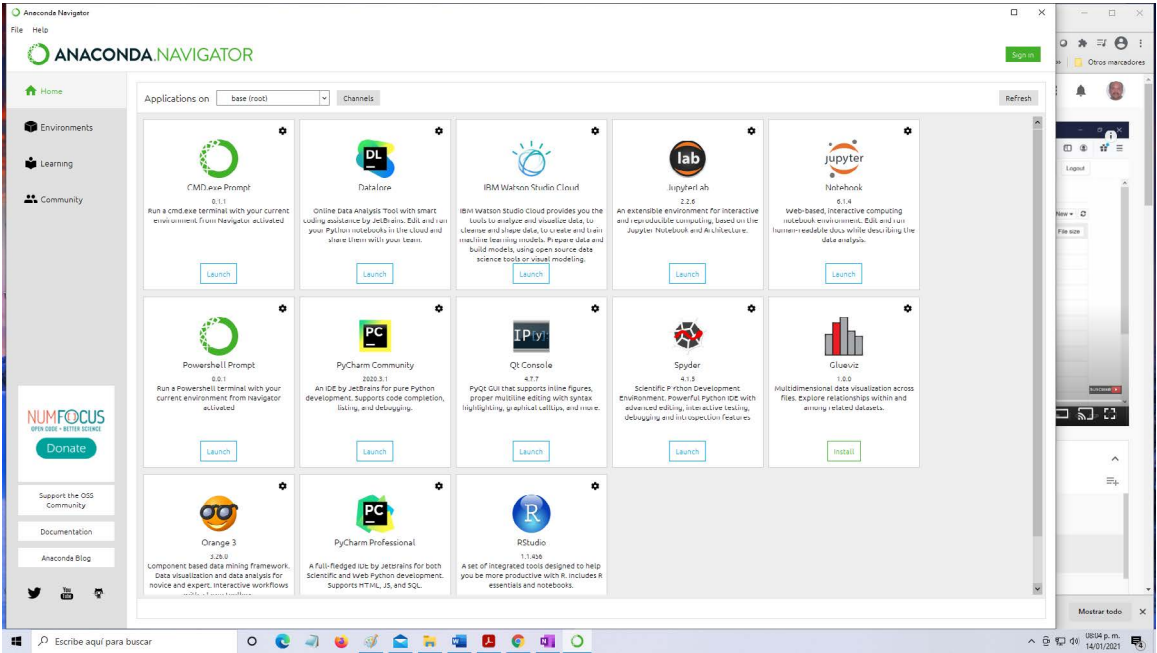 Anaconda Navigator
File Help
ANACONDA.NAVIGATOR
Sign in
Otros marcadores
Home
Environments
Learning
Community
Applications on
base (root)
Channels
Refresh
CMD.exe Prompt
0.1.1
Run a cmd.exe terminal with your current
environment from Navigator activated
Launch
DL
Datalore
Online Data Analysis Tool with smart
coding assistance by JetBrains. Edit and run
your Python notebooks in the cloud and
share them with your team.
Launch
IBM Watson Studio Cloud
IBM Watson Studio Cloud provides you the
tools to analyze and visualize data, to
cleanse and shape data, to create and train
machine learning models. Prepare data and
build models, using open source data
science tools or visual modeling.
Launch
lab
JupyterLab
2.2.6
An extensible environment for interactive
and reproducible computing, based on the
Jupyter Notebook and Architecture.
Launch
jupyter
Notebook
6.1.4
Web-based, interactive computing
notebook environment. Edit and run
human-readable docs while describing the
data analysis.
Launch
Logout
New
File size
Powershell Prompt
0.0.1
Run a Powershell terminal with your
current environment from Navigator
activated
Launch
PC
PyCharm Community
2020.3.1
An IDE by JetBrains for pure Python
development. Supports code completion,
listing, and debugging.
Launch
IP[y]:
Qt Console
4.7.7
PyQt GUI that supports inline figures,
proper multiline editing with syntax
highlighting, graphical calltips, and more.
Launch
Spyder
4.1.5
Scientific PYthon Development
EnviRonment. Powerful Python IDE with
advanced editing, interactive testing,
debugging and introspection features
Launch
Glueviz
1.0.0
Multidimensional data visualization across
files. Explore relationships within and
among related datasets.
Install
SUSCRIBIR
NUMFOCUS
OPEN CODE = BETTER SCIENCE
Donate
Support the OSS
Community
Documentation
Anaconda Blog
You
Tube
Orange 3
3.26.0
Component based data mining framework.
Data visualization and data analysis for
novice and expert. Interactive workflows
PC
PyCharm Professional
A full-fledged IDE by JetBrains for both
Scientific and Web Python development.
Supports HTML, JS, and SQL.
R
RStudio
1.1.456
A set of integrated tools designed to help
you be more productive with R. Includes R
essentials and notebooks.
Mostrar todo
Escribe aquí para buscar
08:04 p. m.
14/01/2021
4